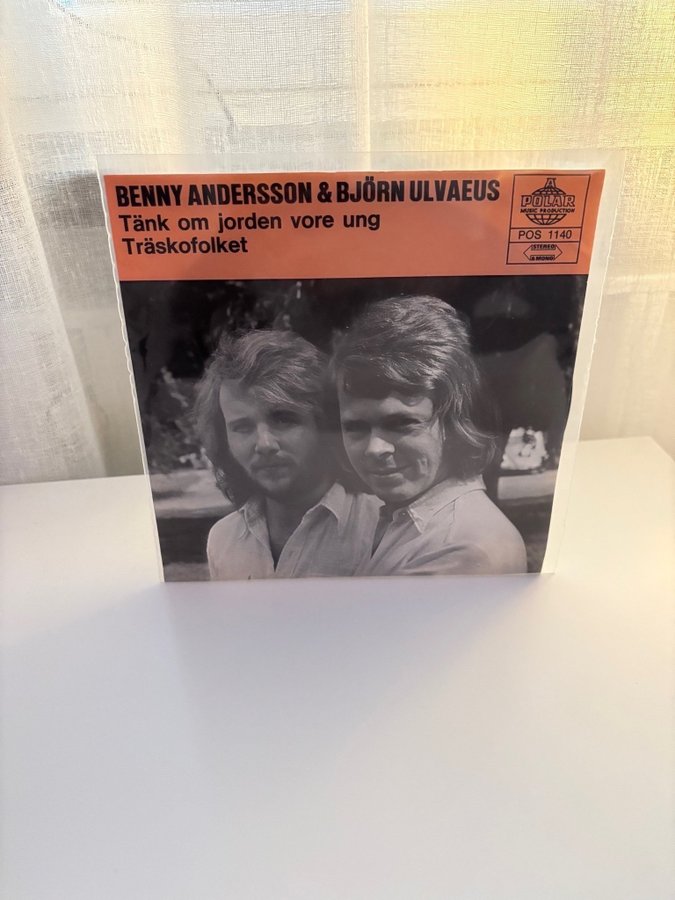 BENNY ANDERSSON & BJÖRN ULVAEUS
Tänk om jorden vore ung
Träskofolket
POLAR
MUSIC PRODUCTION
POS 1140
STEREO
& MONO